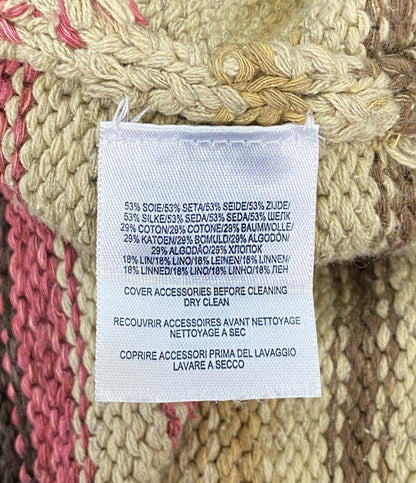 53% SOIE/53% SETA/53% SEIDE/53% ZIJDE/
53% SILKE/53% SEDA/53% SEDA/53% ШЕЛК
29% COTON/29% COTONE/29% BAUMWOLLE/
29% KATOEN/29% BOMULD/29% ALGODÓN/
29% ALGODÃO/29% ХЛОПОК
18% LIN/18% LINO/18% LEINEN/18% LINNEN/
18% LINNED/18% LINO/18% LINHO/18% ЛЕН
COVER ACCESSORIES BEFORE CLEANING
DRY CLEAN
RECOUVRIR ACCESSOIRES AVANT NETTOYAGE
NETTOYAGE A SEC
COPRIRE ACCESSORI PRIMA DEL LAVAGGIO
LAVARE A SECCO